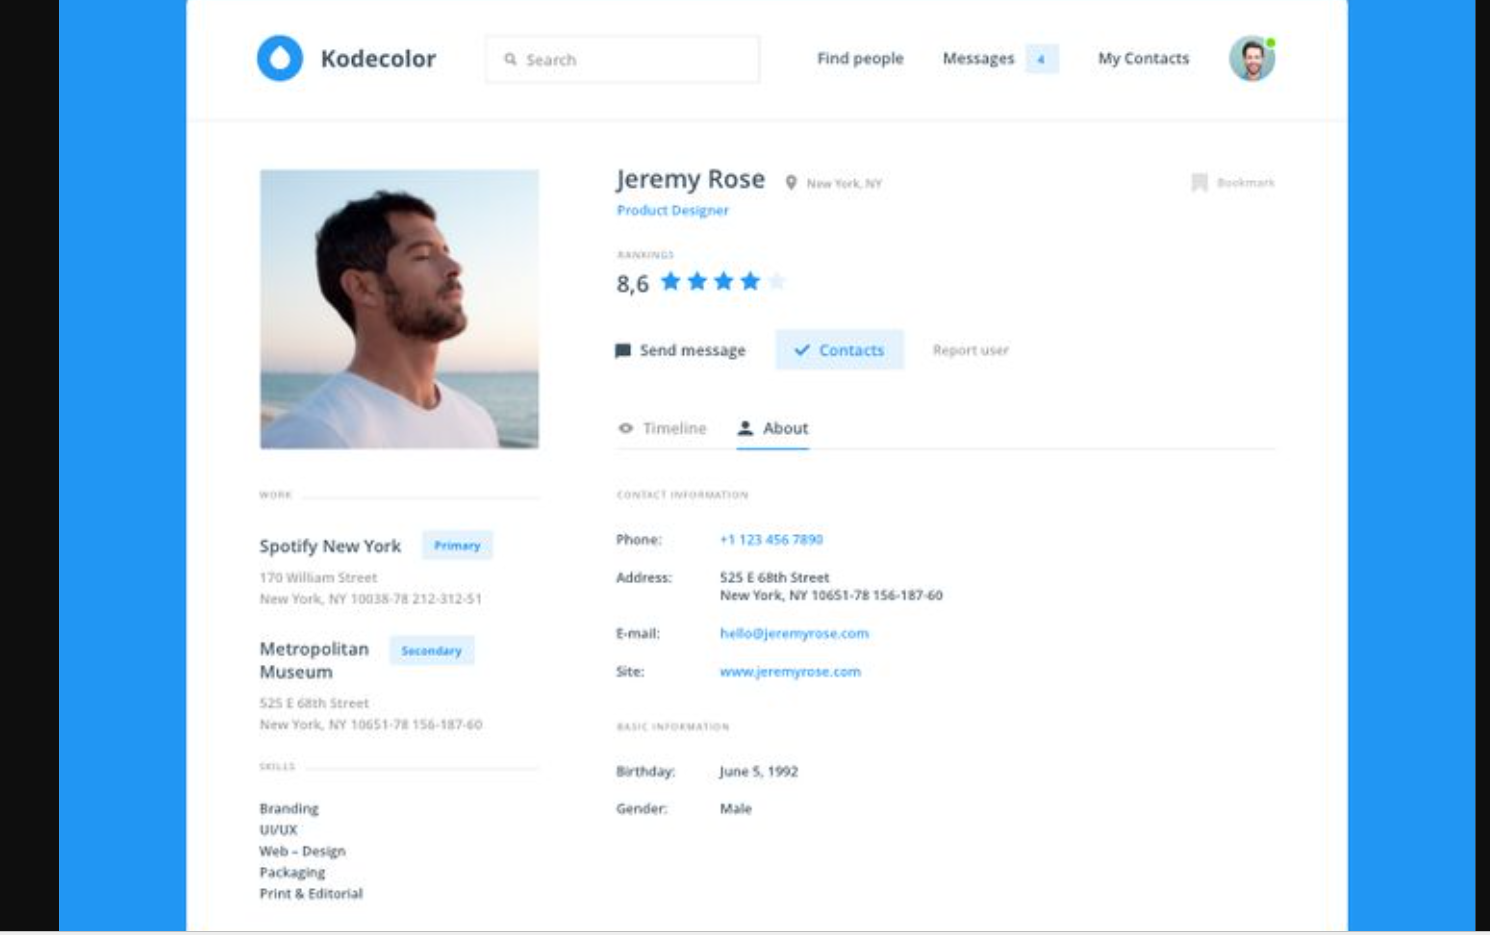 Kodecolor
Search
Find people
Messages 4
My Contacts
Jeremy Rose
New York, NY
Bookmark
Product Designer
RANKINGS
8,6
Send message
Contacts
Report user
Timeline
About
WORK
Spotify New York
Primary
170 William Street
New York, NY 10038-78 212-312-51
Metropolitan
Museum
Secondary
525 E 68th Street
New York, NY 10651-78 156-187-60
SKILLS
Branding
UI/UX
Web – Design
Packaging
Print & Editorial
CONTACT INFORMATION
Phone: +1 123 456 7890
Address: 525 E 68th Street
New York, NY 10651-78 156-187-60
E-mail: hello@jeremyrose.com
Site: www.jeremyrose.com
BASIC INFORMATION
Birthday: June 5, 1992
Gender: Male